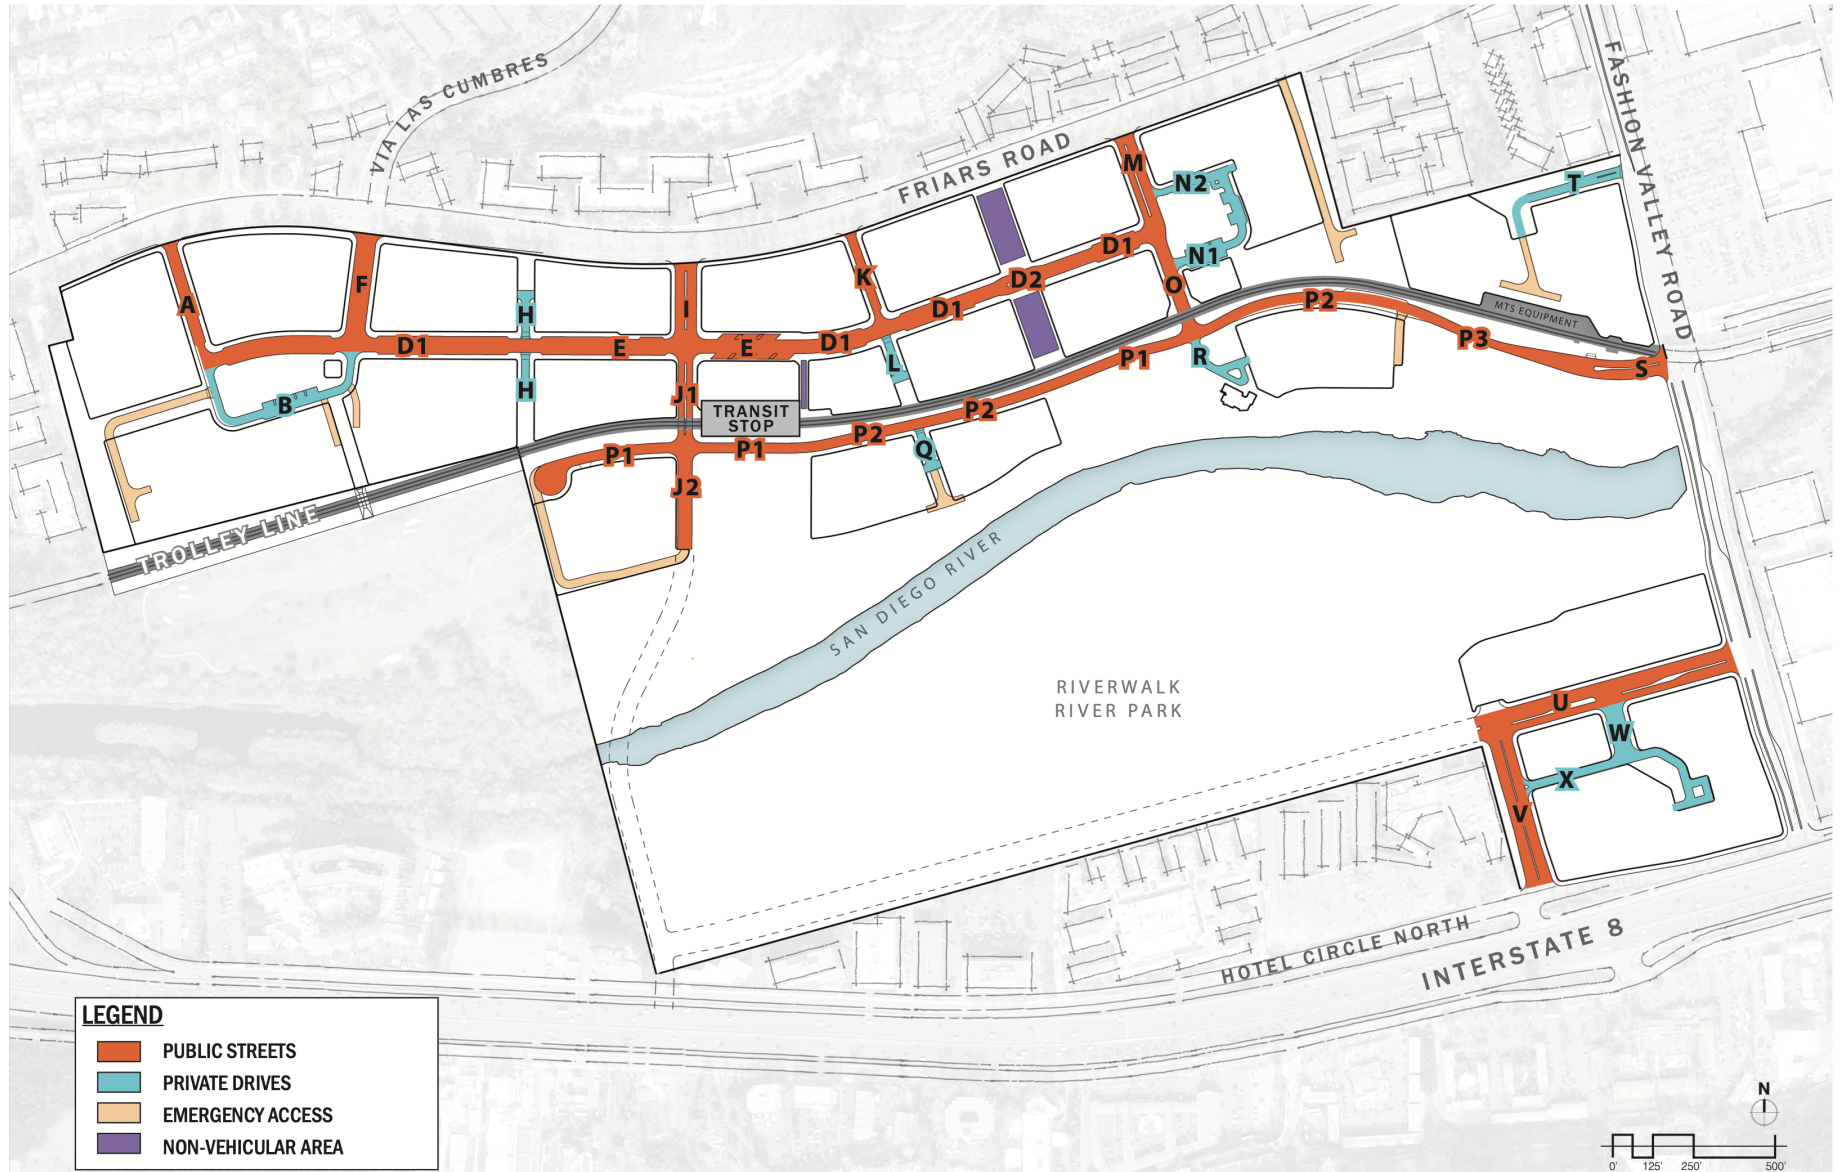 VIA LAS CUMBRES
FRIARS ROAD
FASHION VALLEY ROAD
M
N2
T
A
F
H
I
K
D1
D2
D1
N1
O
P2
MTS EQUIPMENT
D1
E
E
D1
L
P1
R
P3
S
B
H
J1
TRANSIT
STOP
P2
P2
P1
P1
Q
J2
TROLLEY LINE
SAN DIEGO RIVER
RIVERWALK
RIVER PARK
U
W
X
V
HOTEL CIRCLE NORTH
INTERSTATE 8
LEGEND
PUBLIC STREETS
PRIVATE DRIVES
EMERGENCY ACCESS
NON-VEHICULAR AREA
N
0' 125' 250' 500'